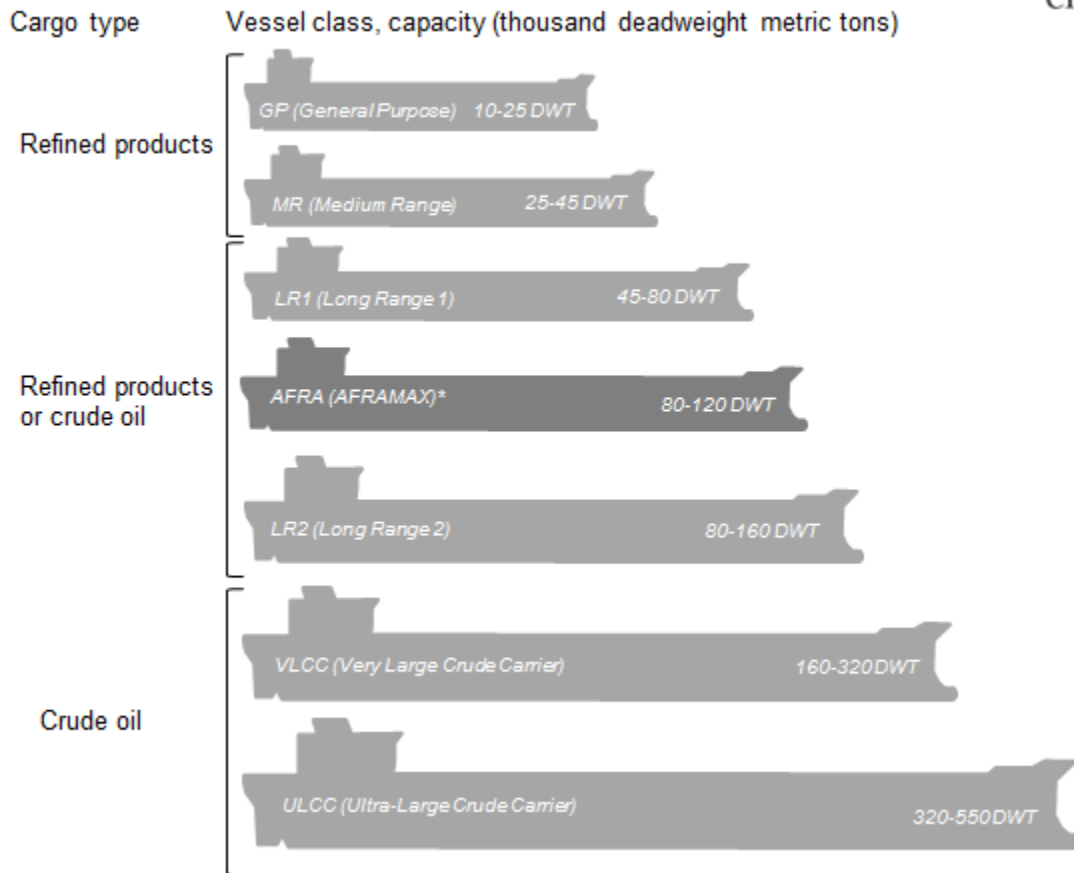 Cargo type Vessel class, capacity (thousand deadweight metric tons)
GP (General Purpose) 10-25 DWT
Refined products
MR (Medium Range) 25-45 DWT
LR1 (Long Range 1) 45-80 DWT
Refined products
or crude oil
AFRA (AFRAMAX)* 80-120 DWT
LR2 (Long Range 2) 80-160 DWT
VLCC (Very Large Crude Carrier) 160-320 DWT
Crude oil
ULCC (Ultra-Large Crude Carrier) 320-550 DWT